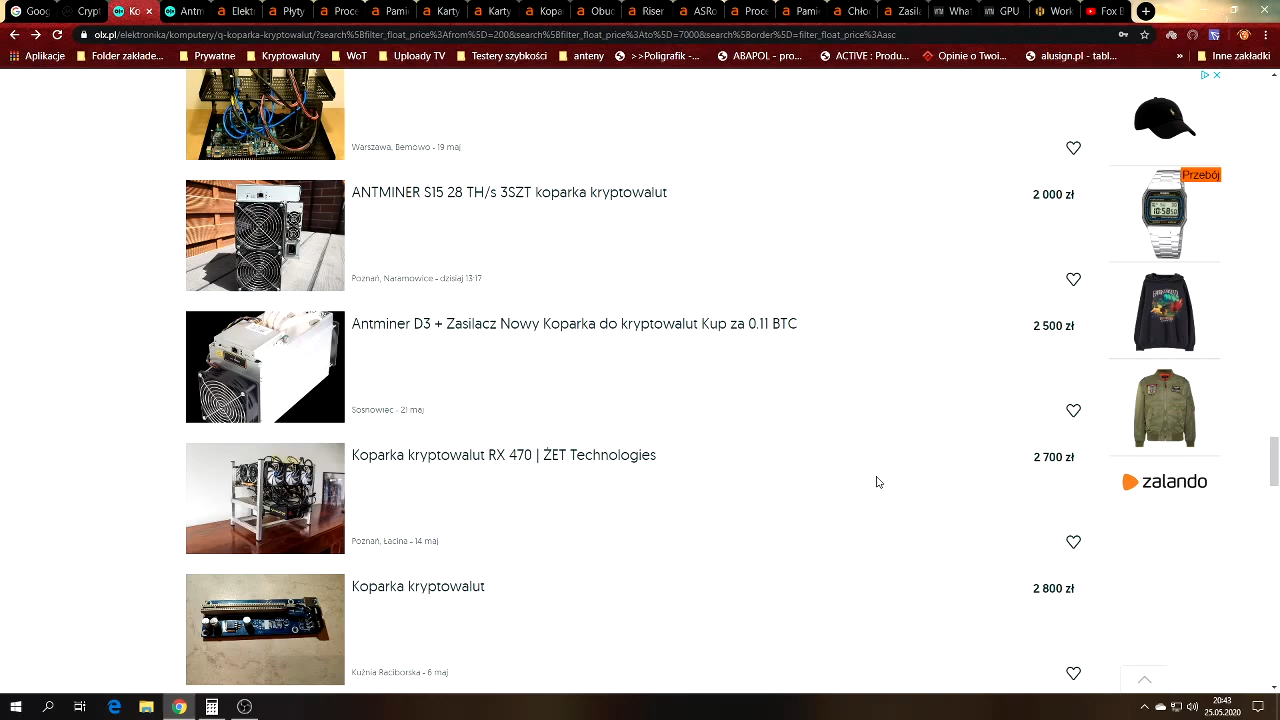 Goog
Crypt
Ko
Antm
Elekt
Płyty
Proce
Pami
Karty
Karty
Kopa
Obuc
Riser
ASRo
Proce
Pami
Chło
Zasila
What
GPU
Work
Fox E
olx.pl/elektronika/komputery/q-koparka-kryptowalut/?search%5Bfilter_float_price%3Afrom%5D=200&search%5Bfilter_float_price%3Ato%5D=7000&search%5Border%5D=filter_float_price%3Aasc
Aplikacje
Folder zakłade...
Prywatne
Kryptowaluty
WoT
Uploady TV
Testery szybkości
anteny
>>Poligrafik -...
ABAPOL - pro...
ACTIVE : Produ...
Opinie o Twoi...
alusign.pl - tabl...
»
Inne zakładki
Warszawa, Bemowo - 19 maj
ANTMINER S15 28 TH/s 3SZT koparka kryptowalut
2 000 zł
Poznań, Naramowice - dzisiaj 13:17
Antminer D3 + Zasilacz Nowy Koparka do kryptowalut Kup za 0.11 BTC
2 500 zł
Sosnowiec - 21 maj
Koparka kryptowalut RX 470 | ŻET Technologies
2 700 zł
Poznań, Łacina - 14 maj
Koparka kryptowalut
2 800 zł
Kuźnia Raciborska - 6 maj
Przebój
zalando
20:43
25.05.2020